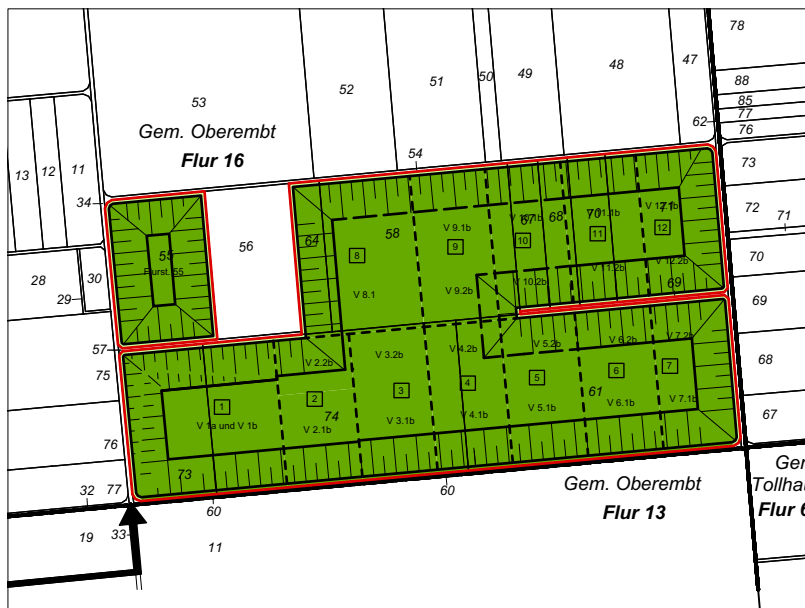 78
47
51
50
49
48
52
88
53
85
77
62
76
Gem. Oberembt
Flur 16
13
12
11
54
73
34
72
71
56
64
58
V 9.1b
67
68
70
V 11.1b
71
V 12.1b
8
9
10
11
12
55
Flurst. 55
28
30
29
70
V 12.2b
V 11.2b
V 10.2b
V 9.2b
V 8.1
69
69
57
75
V 2.2b
V 3.2b
V 4.2b
V 5.2b
V 6.2b
V 7.2b
68
1
2
3
4
5
6
7
61
74
V 1a und V 1b
V 2.1b
V 3.1b
V 4.1b
V 5.1b
V 6.1b
V 7.1b
67
76
73
32
77
60
60
Gem. Oberembt
Flur 13
Tollhau
Flur 6
19
33
11